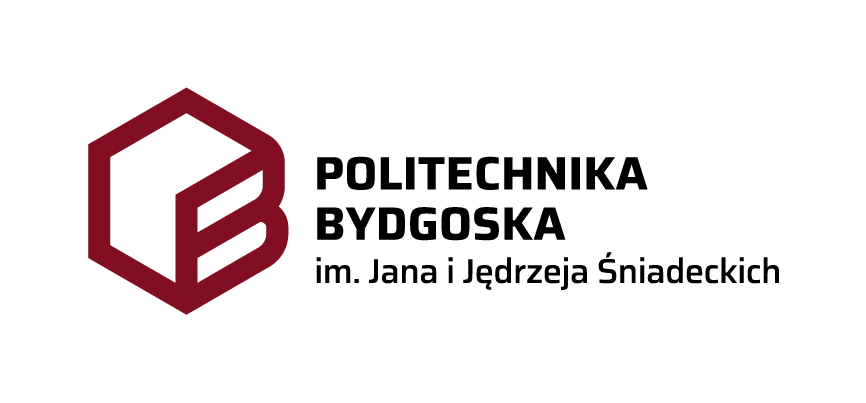 POLITECHNIKA
BYDGOSKA
im. Jana i Jędrzeja Śniadeckich